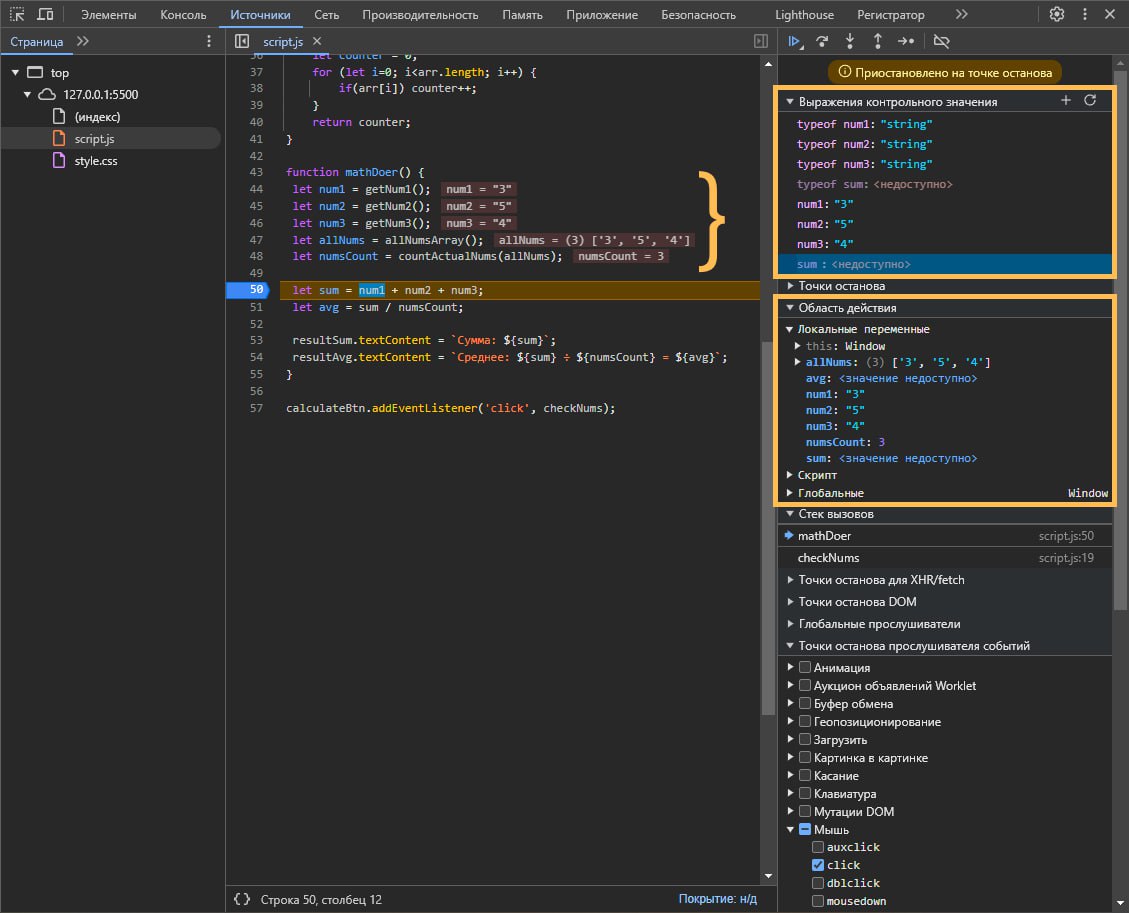 Элементы
Консоль
Источники
Сеть
Производительность
Память
Приложение
Безопасность
Lighthouse
Регистратор
Страница
top
127.0.0.1:5500
(индекс)
script.js
style.css
script.js
36 let counter = 0;
37 for (let i=0; i<arr.length; i++) {
38 if(arr[i]) counter++;
39 }
40 return counter;
41 }
42
43 function mathDoer() {
44 let num1 = getNum1(); num1 = "3"
45 let num2 = getNum2(); num2 = "5"
46 let num3 = getNum3(); num3 = "4"
47 let allNums = allNumsArray(); allNums = (3) ['3', '5', '4']
48 let numsCount = countActualNums(allNums); numsCount = 3
49
50 let sum = num1 + num2 + num3;
51 let avg = sum / numsCount;
52
53 resultSum.textContent = `Сумма: ${sum}`;
54 resultAvg.textContent = `Среднее: ${sum} ÷ ${numsCount} = ${avg}`;
55 }
56
57 calculateBtn.addEventListener('click', checkNums);
{} Строка 50, столбец 12
Покрытие: н/д
Приостановлено на точке останова
Выражения контрольного значения
typeof num1: "string"
typeof num2: "string"
typeof num3: "string"
typeof sum: <недоступно>
num1: "3"
num2: "5"
num3: "4"
sum : <недоступно>
Точки останова
Область действия
Локальные переменные
this: Window
allNums: (3) ['3', '5', '4']
avg: <значение недоступно>
num1: "3"
num2: "5"
num3: "4"
numsCount: 3
sum: <значение недоступно>
Скрипт
Глобальные Window
Стек вызовов
mathDoer script.js:50
checkNums script.js:19
Точки останова для XHR/fetch
Точки останова DOM
Глобальные прослушиватели
Точки останова прослушивателя событий
Анимация
Аукцион объявлений Worklet
Буфер обмена
Геопозиционирование
Загрузить
Картинка в картинке
Касание
Клавиатура
Мутации DOM
Мышь
auxclick
click
dblclick
mousedown